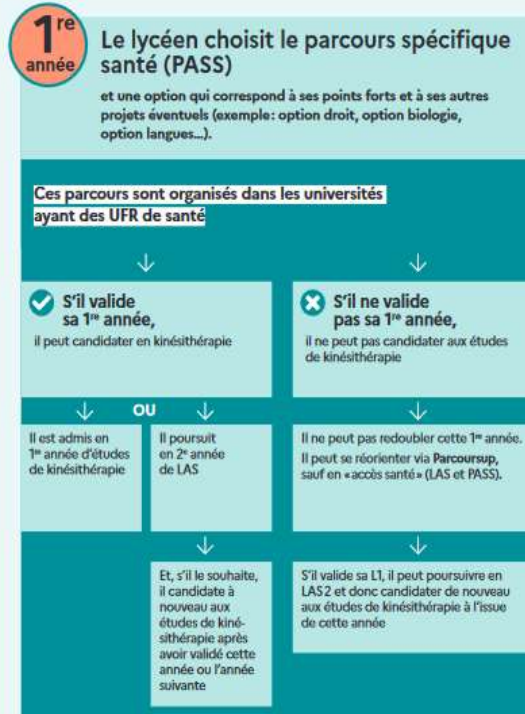 1re
année
Le lycéen choisit le parcours spécifique
santé (PASS)
et une option qui correspond à ses points forts et à ses autres
projets éventuels (exemple: option droit, option biologie,
option langues...).
Ces parcours sont organisés dans les universités
ayant des UFR de santé
S'il valide
sa 1re année,
il peut candidater en kinésithérapie
S'il ne valide
pas sa 1re année,
il ne peut pas candidater aux études
de kinésithérapie
OU
Il est admis en
1re année d'études
de kinésithérapie
Il poursuit
en 2e année
de LAS
Il ne peut pas redoubler cette 1re année.
Il peut se réorienter via Parcoursup,
sauf en «accès santé» (LAS et PASS).
Et, s'il le souhaite,
il candidate à
nouveau aux
études de kiné-
sithérapie après
avoir validé cette
année ou l'année
suivante
S'il valide sa L1, il peut poursuivre en
LAS2 et donc candidater de nouveau
aux études de kinésithérapie à l'issue
de cette année